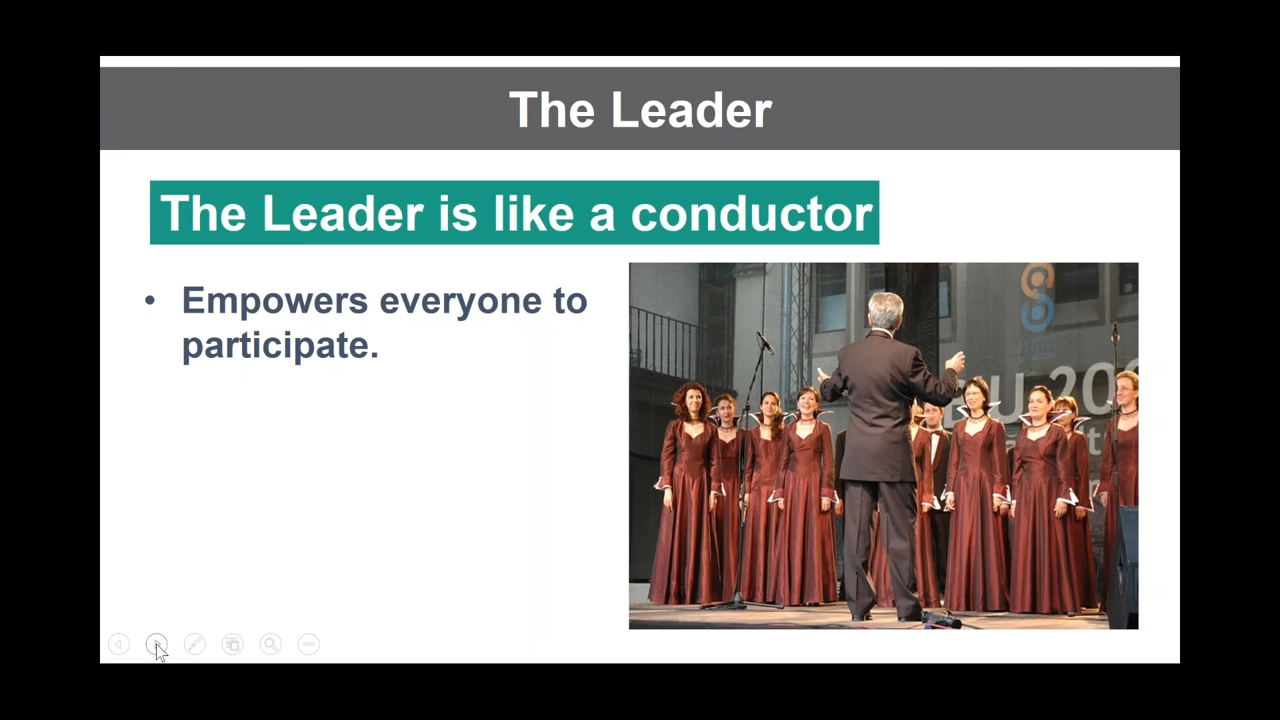 The Leader
The Leader is like a conductor
• Empowers everyone to
participate.